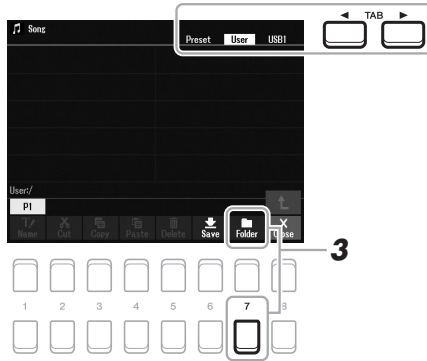 Song
◄ TAB ►
Preset User USB1
User:/
P1
Name Cut Copy Paste Delete Save Folder Close
3
1 2 3 4 5 6 7 8